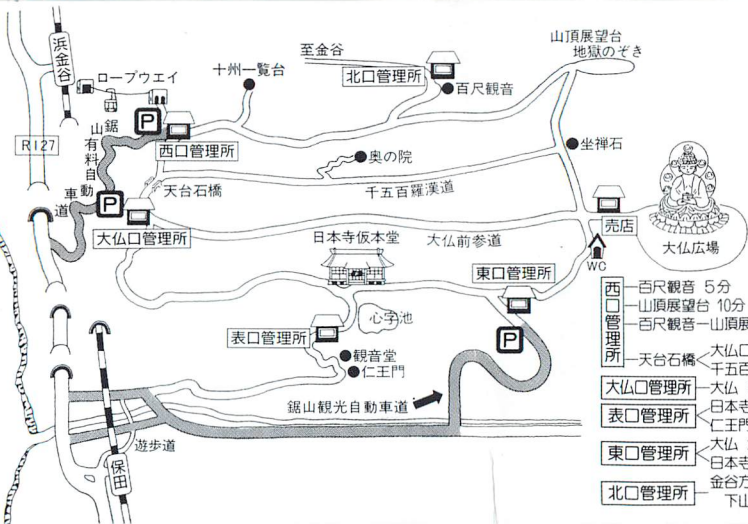 浜金谷
ロープウエイ
十州一覧台
至金谷
北口管理所
百尺観音
山頂展望台
地獄のぞき
R127
鋸山有料自動車道
P
西口管理所
奥の院
坐禅石
天台石橋
千五百羅漢道
P
大仏口管理所
大仏前参道
売店
大仏広場
WC
日本寺仮本堂
東口管理所
心字池
表口管理所
P
観音堂
仁王門
鋸山観光自動車道
遊歩道
保田
西口管理所
百尺観音 5分
山頂展望台 10分
百尺観音―山頂展
天台石橋
大仏口
千五百
大仏口管理所
大仏
表口管理所
日本寺
仁王門
東口管理所
大仏
日本寺
北口管理所
金谷方
下山